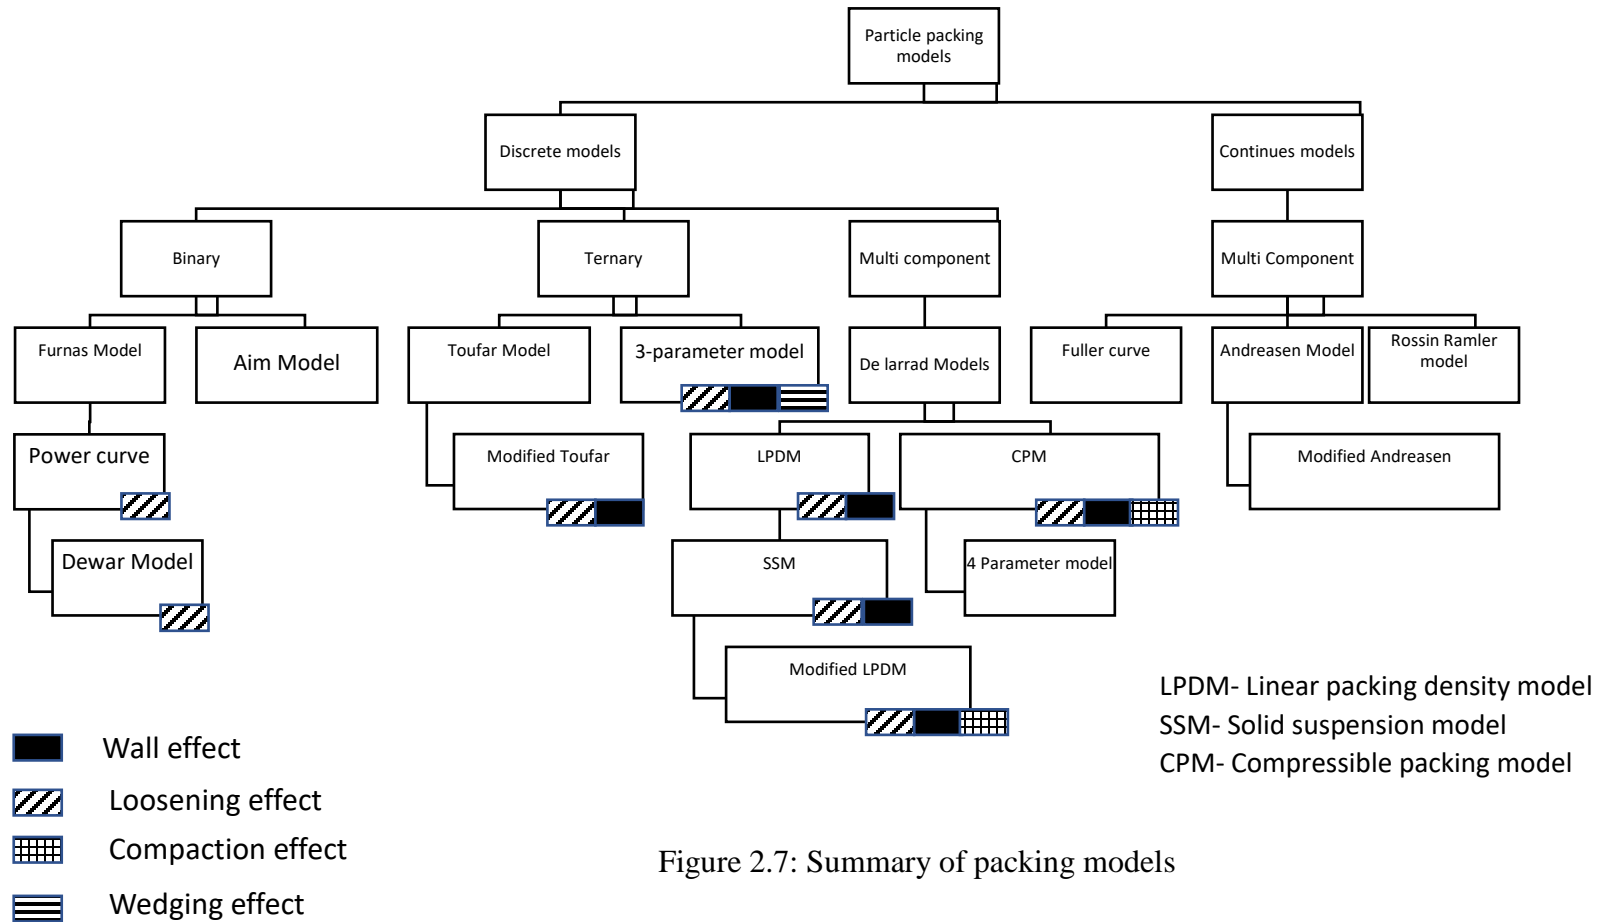 Particle packing
models
Discrete models
Continues models
Binary
Ternary
Multi component
Multi Component
Furnas Model
Aim Model
Toufar Model
3-parameter model
De larrad Models
Fuller curve
Andreasen Model
Rossin Ramler
model
Power curve
Modified Toufar
LPDM
CPM
Modified Andreasen
Dewar Model
SSM
4 Parameter model
Modified LPDM
LPDM- Linear packing density model
SSM- Solid suspension model
CPM- Compressible packing model
Wall effect
Loosening effect
Compaction effect
Wedging effect
Figure 2.7: Summary of packing models